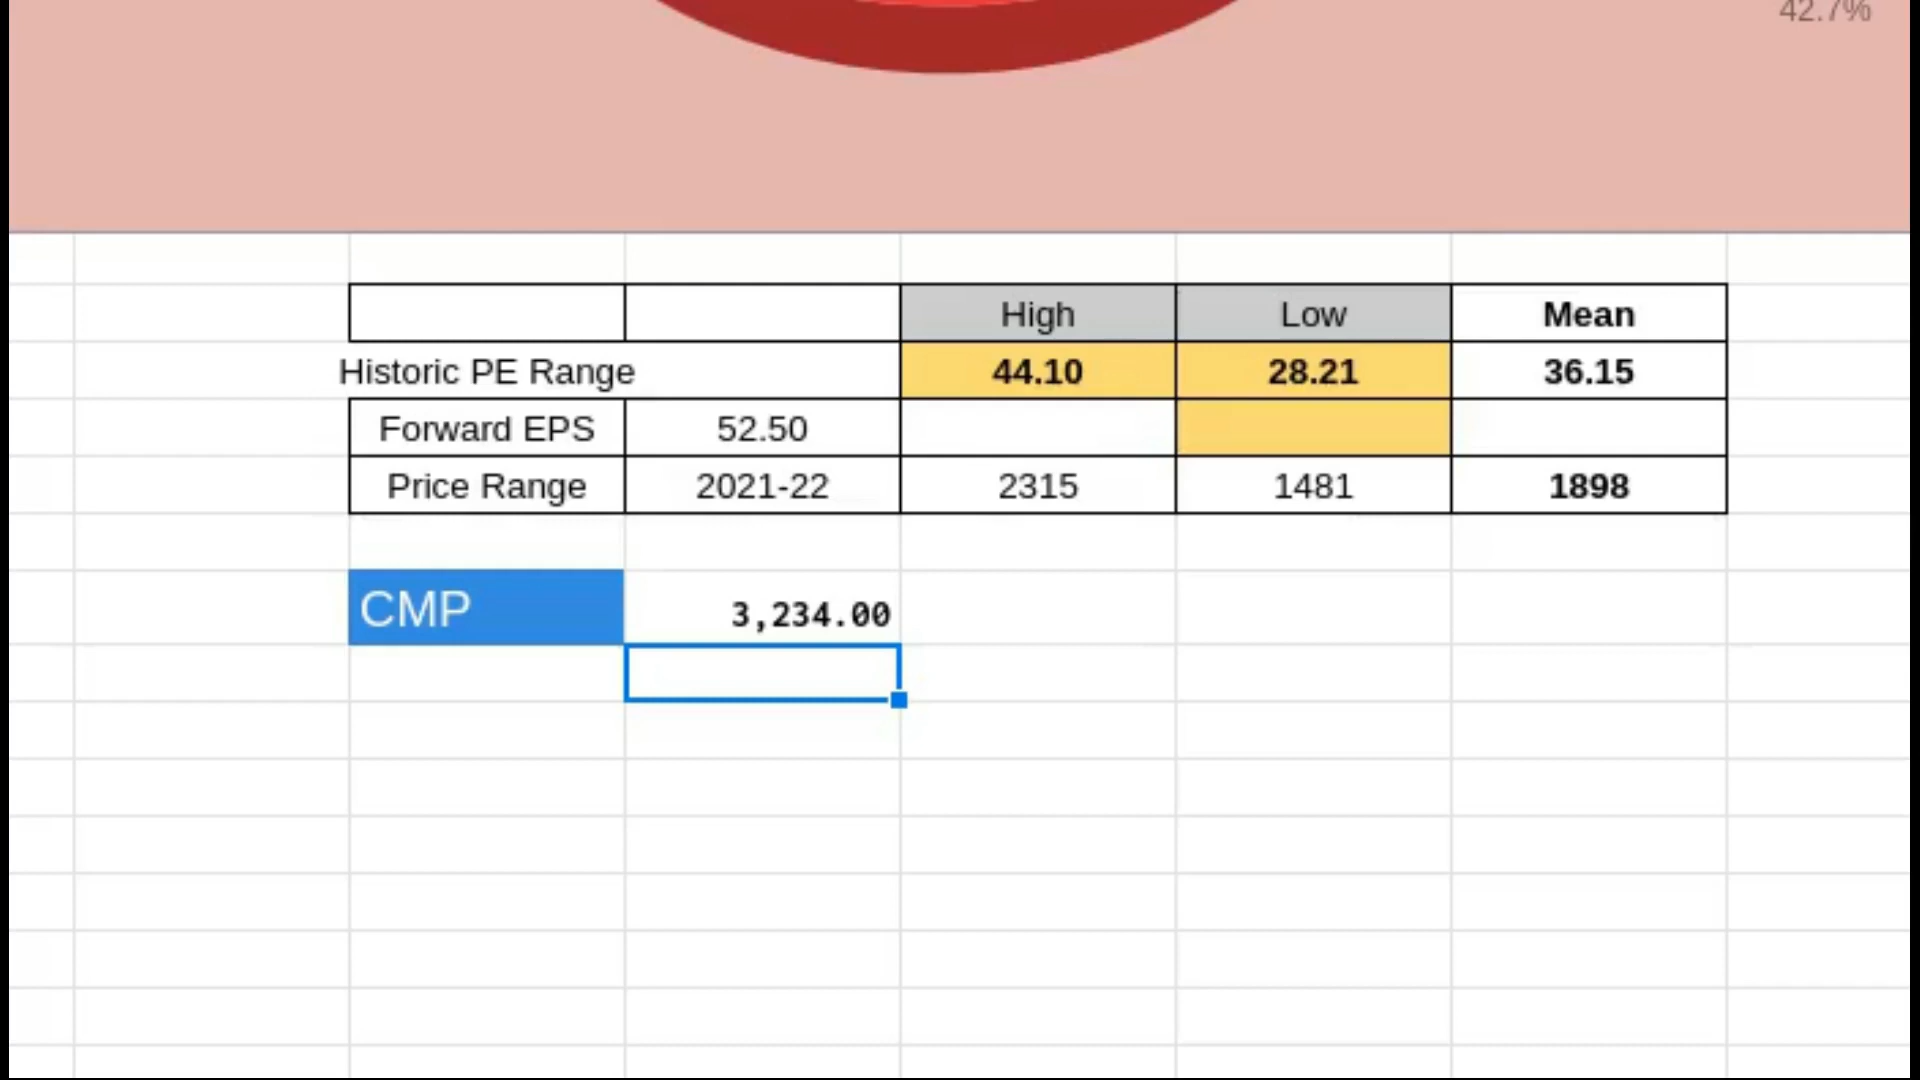 42.7%
High Low Mean
Historic PE Range 44.10 28.21 36.15
Forward EPS 52.50
Price Range 2021-22 2315 1481 1898
CMP 3,234.00